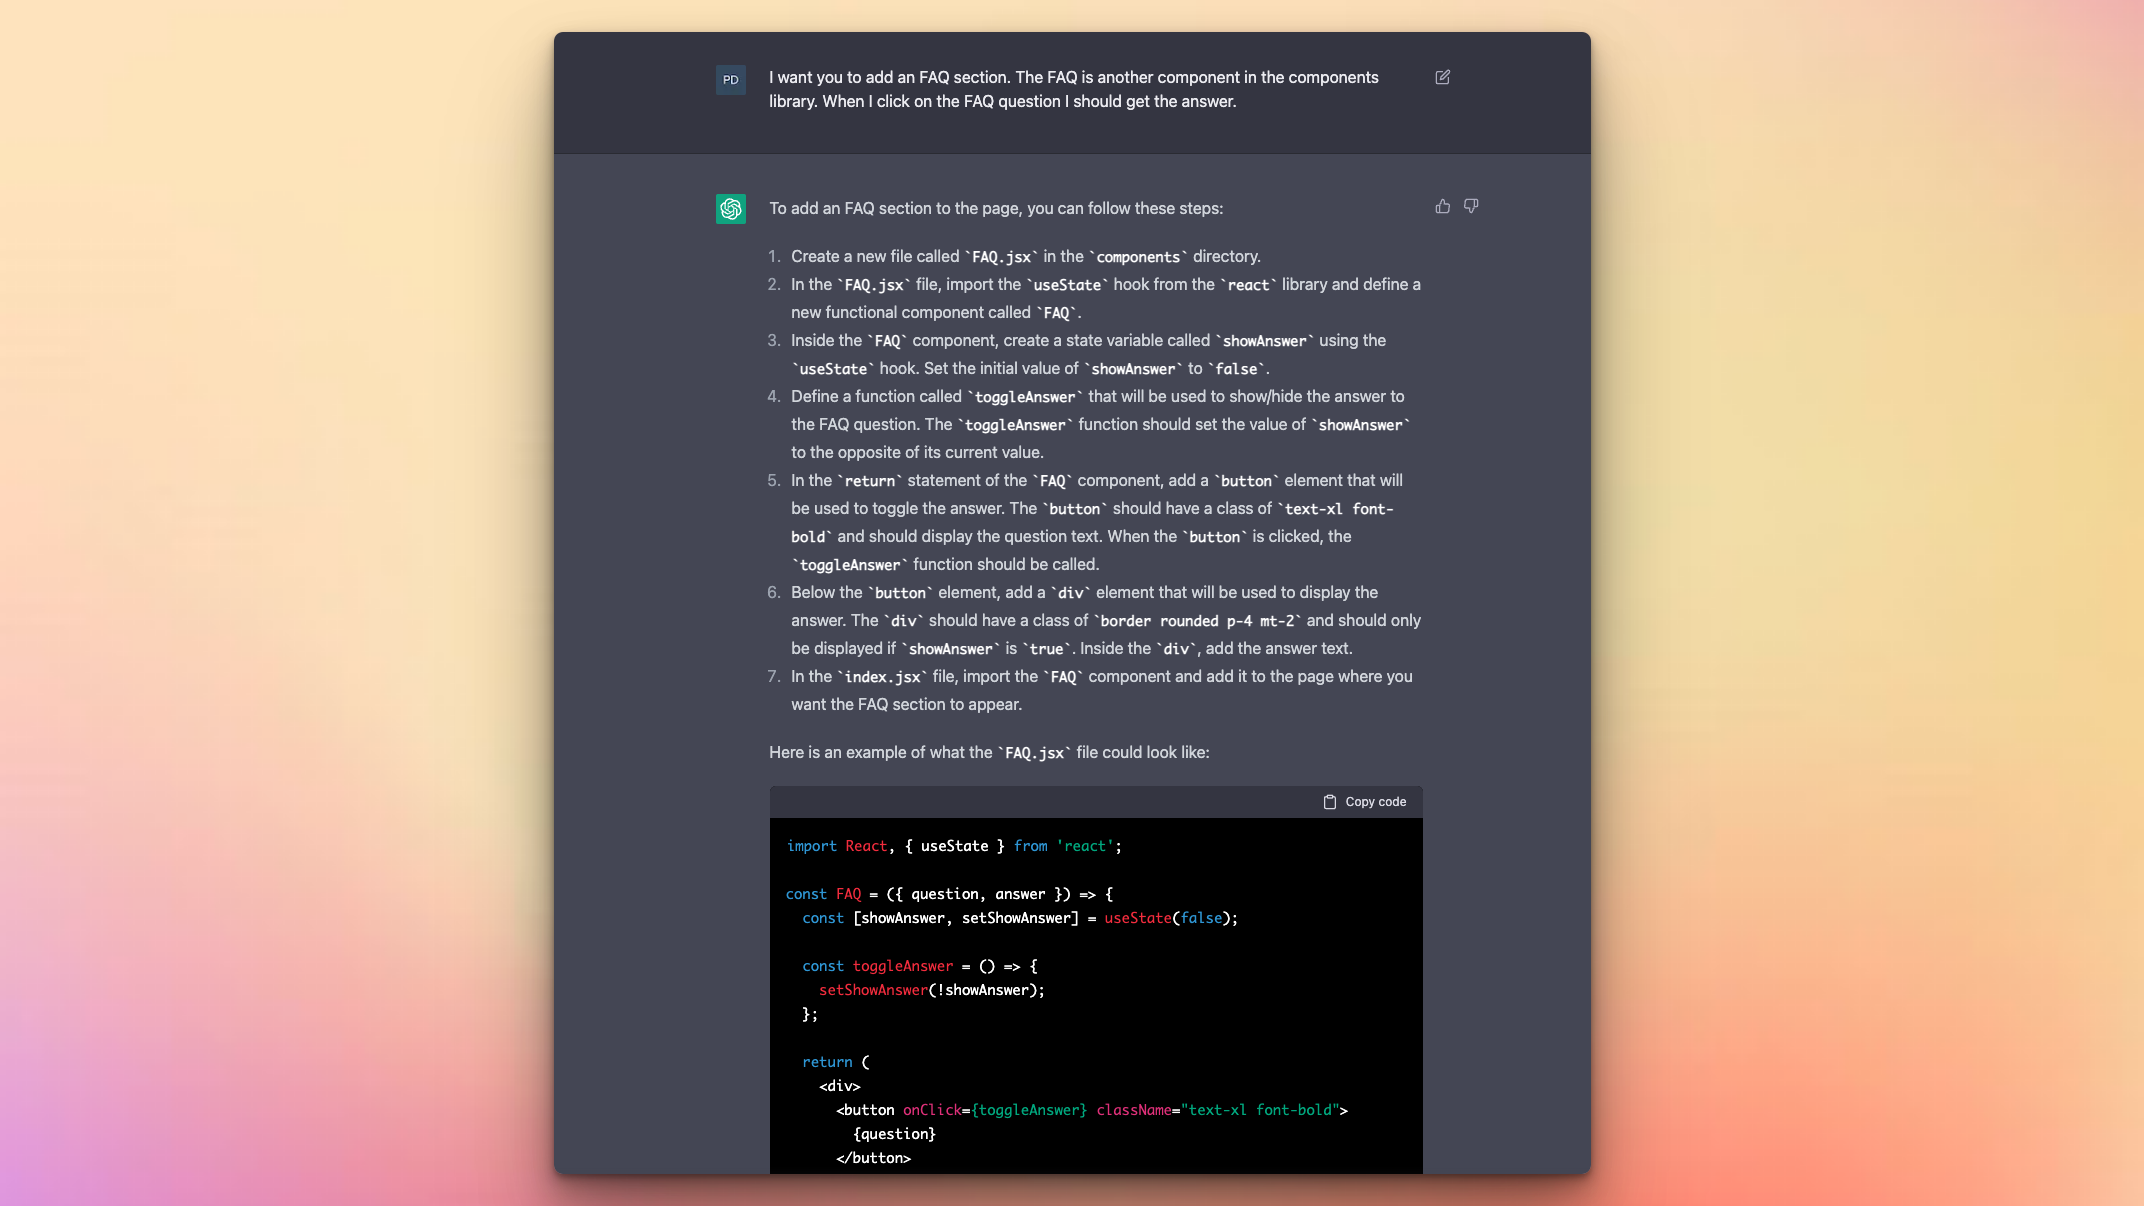 PD
I want you to add an FAQ section. The FAQ is another component in the components
library. When I click on the FAQ question I should get the answer.
To add an FAQ section to the page, you can follow these steps:
1. Create a new file called `FAQ.jsx` in the `components` directory.
2. In the `FAQ.jsx` file, import the `useState` hook from the `react` library and define a
new functional component called `FAQ`.
3. Inside the `FAQ` component, create a state variable called `showAnswer` using the
`useState` hook. Set the initial value of `showAnswer` to `false`.
4. Define a function called `toggleAnswer` that will be used to show/hide the answer to
the FAQ question. The `toggleAnswer` function should set the value of `showAnswer`
to the opposite of its current value.
5. In the `return` statement of the `FAQ` component, add a `button` element that will
be used to toggle the answer. The `button` should have a class of `text-xl font-
bold` and should display the question text. When the `button` is clicked, the
`toggleAnswer` function should be called.
6. Below the `button` element, add a `div` element that will be used to display the
answer. The `div` should have a class of `border rounded p-4 mt-2` and should only
be displayed if `showAnswer` is `true`. Inside the `div`, add the answer text.
7. In the `index.jsx` file, import the `FAQ` component and add it to the page where you
want the FAQ section to appear.
Here is an example of what the `FAQ.jsx` file could look like:
Copy code
import React, { useState } from 'react';
const FAQ = ({ question, answer }) => {
const [showAnswer, setShowAnswer] = useState(false);
const toggleAnswer = () => {
setShowAnswer(!showAnswer);
};
return (
<div>
<button onClick={toggleAnswer} className="text-xl font-bold">
{question}
</button>